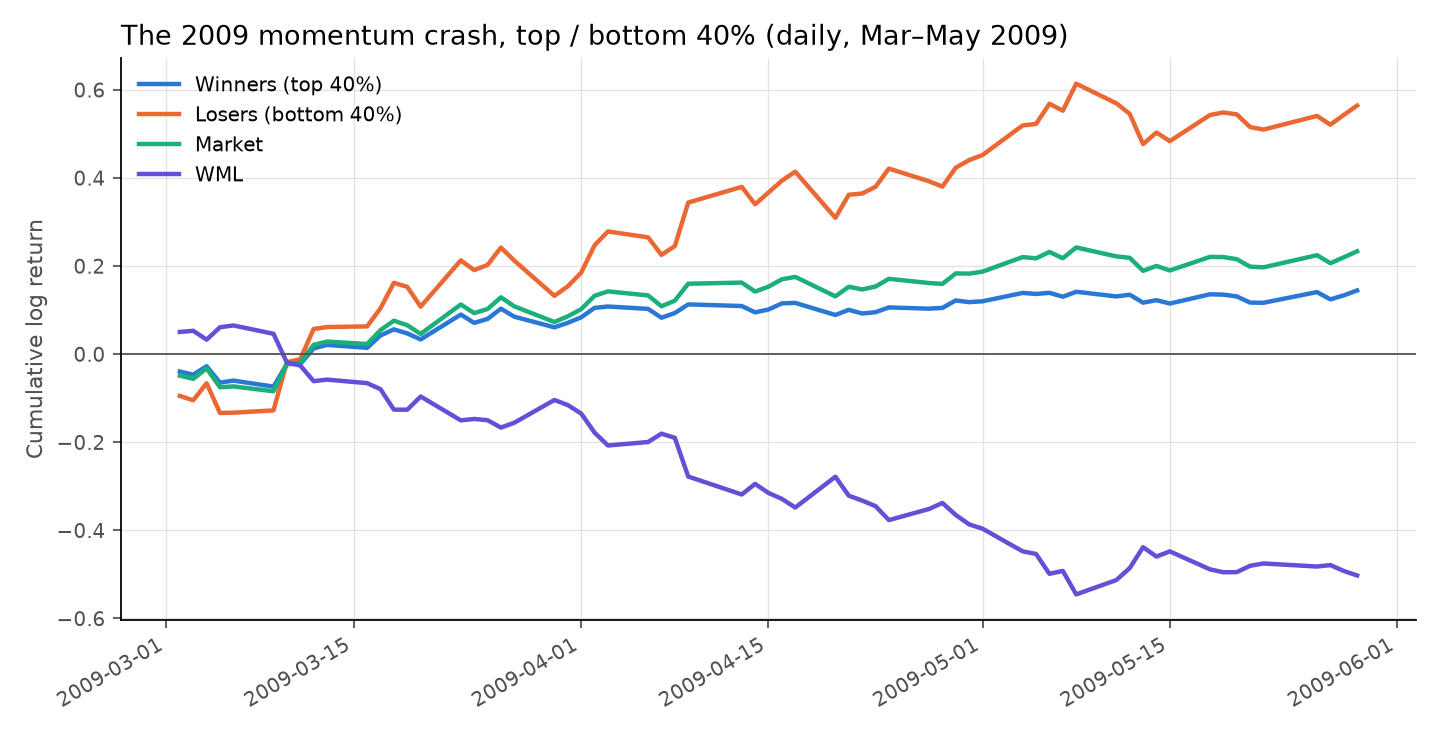 The 2009 momentum crash, top / bottom 40% (daily, Mar–May 2009)
Winners (top 40%)
Losers (bottom 40%)
Market
WML
Cumulative log return
0.6
0.4
0.2
0.0
−0.2
−0.4
−0.6
2009-03-01
2009-03-15
2009-04-01
2009-04-15
2009-05-01
2009-05-15
2009-06-01